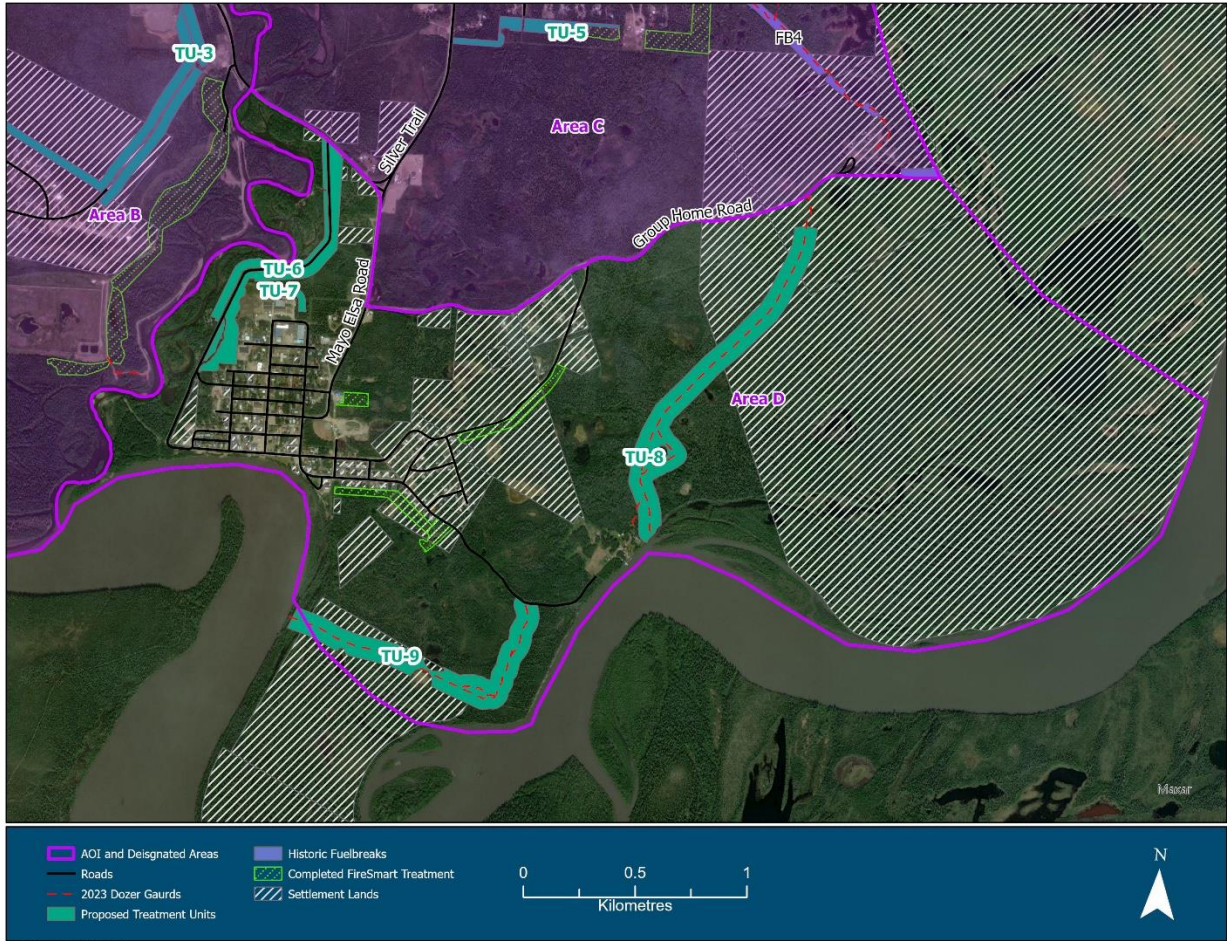 TU-3
TU-5
FB4
Area C
Silver Trail
Area B
Group Home Road
TU-6
TU-7
Mayo Elsa Road
Area D
TU-8
TU-9
Maxar
AOI and Deisgnated Areas
Roads
2023 Dozer Gaurds
Proposed Treatment Units
Historic Fuelbreaks
Completed FireSmart Treatment
Settlement Lands
0 0.5 1
Kilometres
N